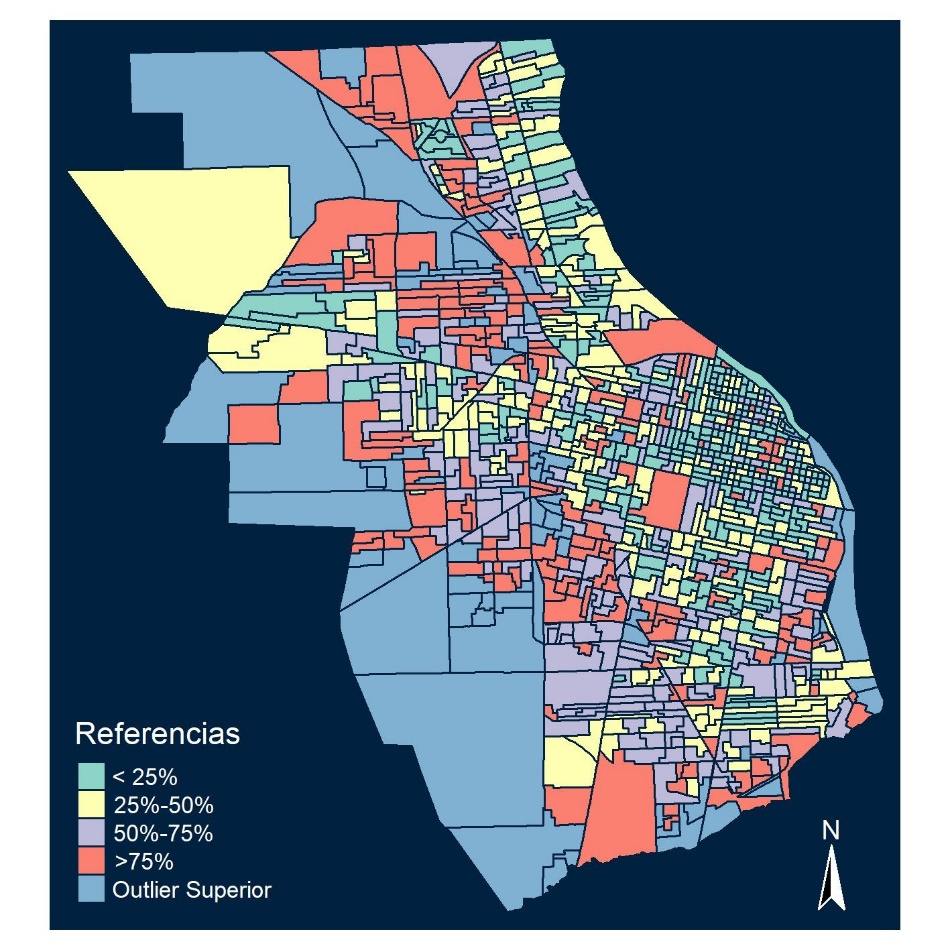 Referencias
< 25%
25%-50%
50%-75%
>75%
Outlier Superior
N